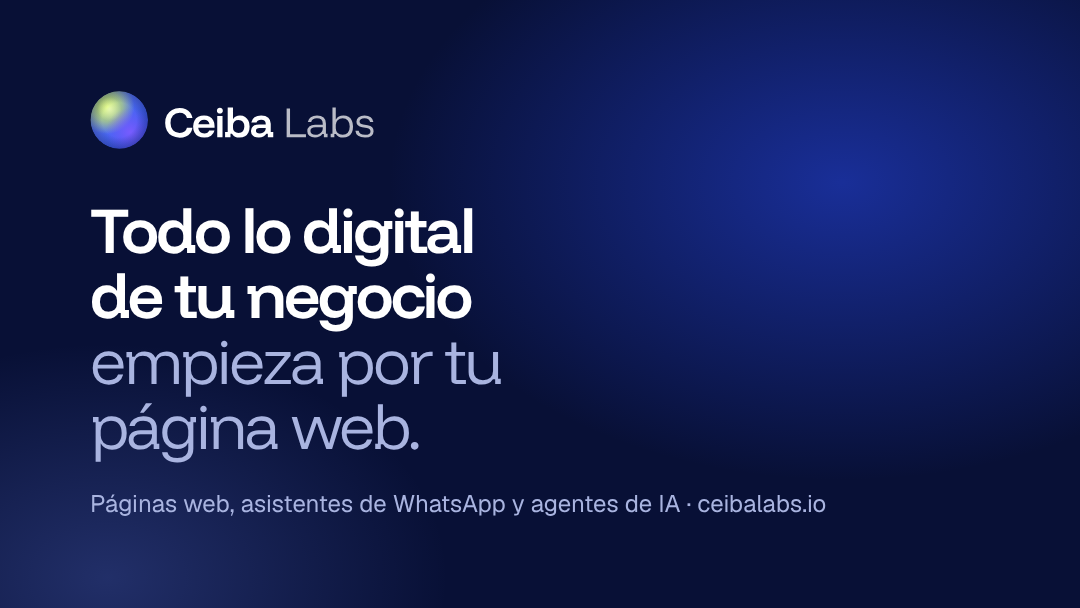 Ceiba Labs
Todo lo digital
de tu negocio
empieza por tu
página web.
Páginas web, asistentes de WhatsApp y agentes de IA · ceibalabs.io